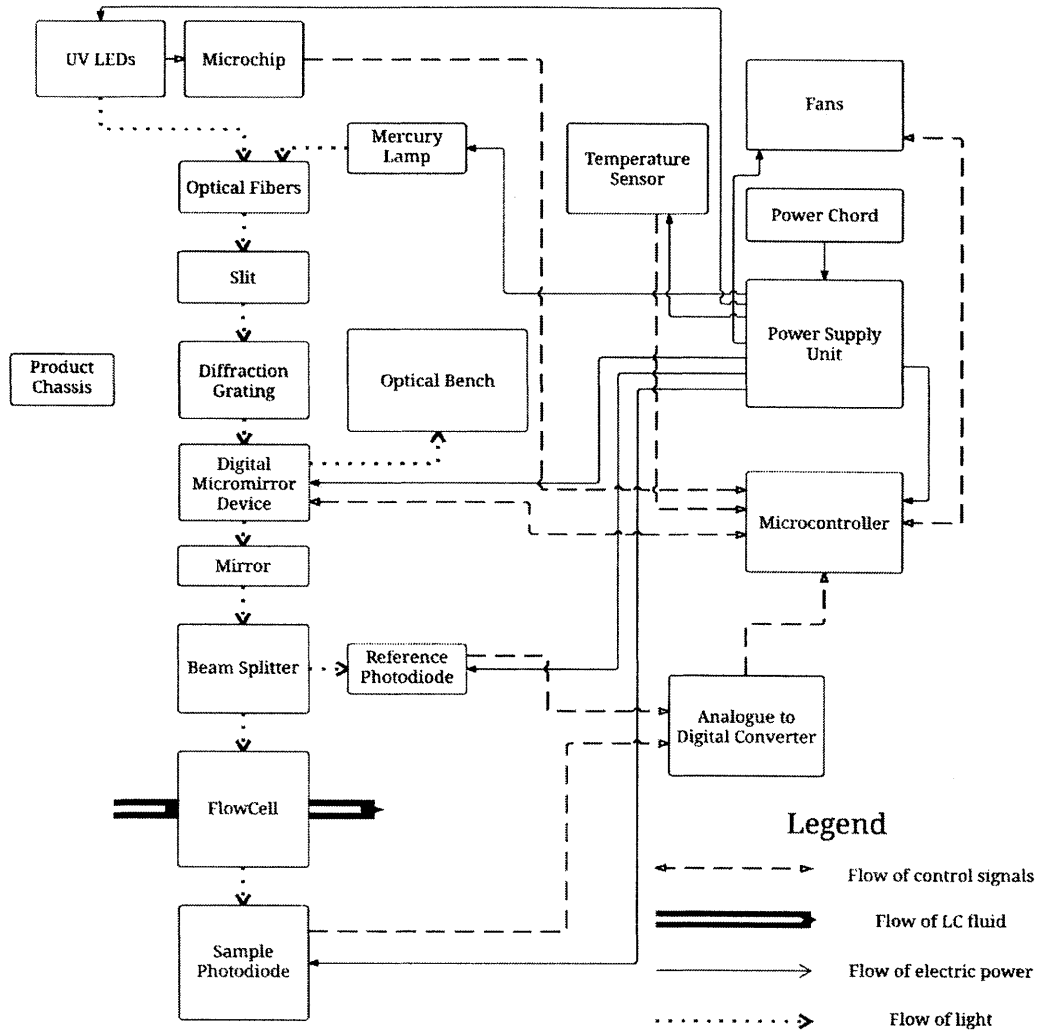 UV LEDs
Microchip
Fans
Mercury
Lamp
Temperature
Sensor
Optical Fibers
Power Chord
Slit
Power Supply
Unit
Product
Chassis
Diffraction
Grating
Optical Bench
Digital
Micromirror
Device
Microcontroller
Mirror
Beam Splitter
Reference
Photodiode
Analogue to
Digital Converter
FlowCell
Legend
Flow of control signals
Flow of LC fluid
Sample
Photodiode
Flow of electric power
Flow of light